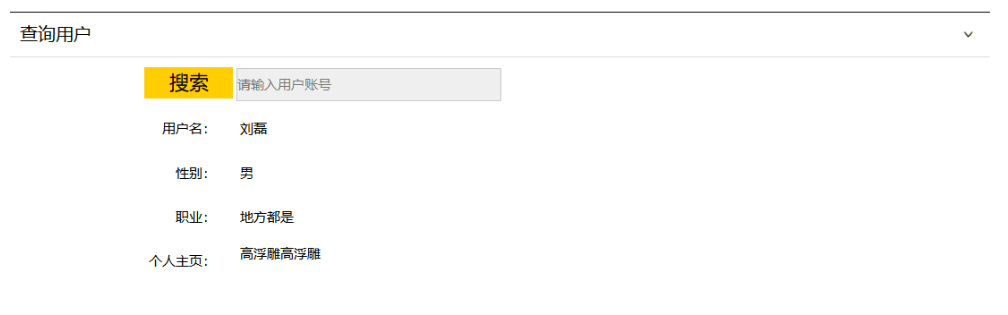 查询用户
搜索 请输入用户账号
用户名： 刘磊
性别： 男
职业： 地方都是
个人主页： 高浮雕高浮雕